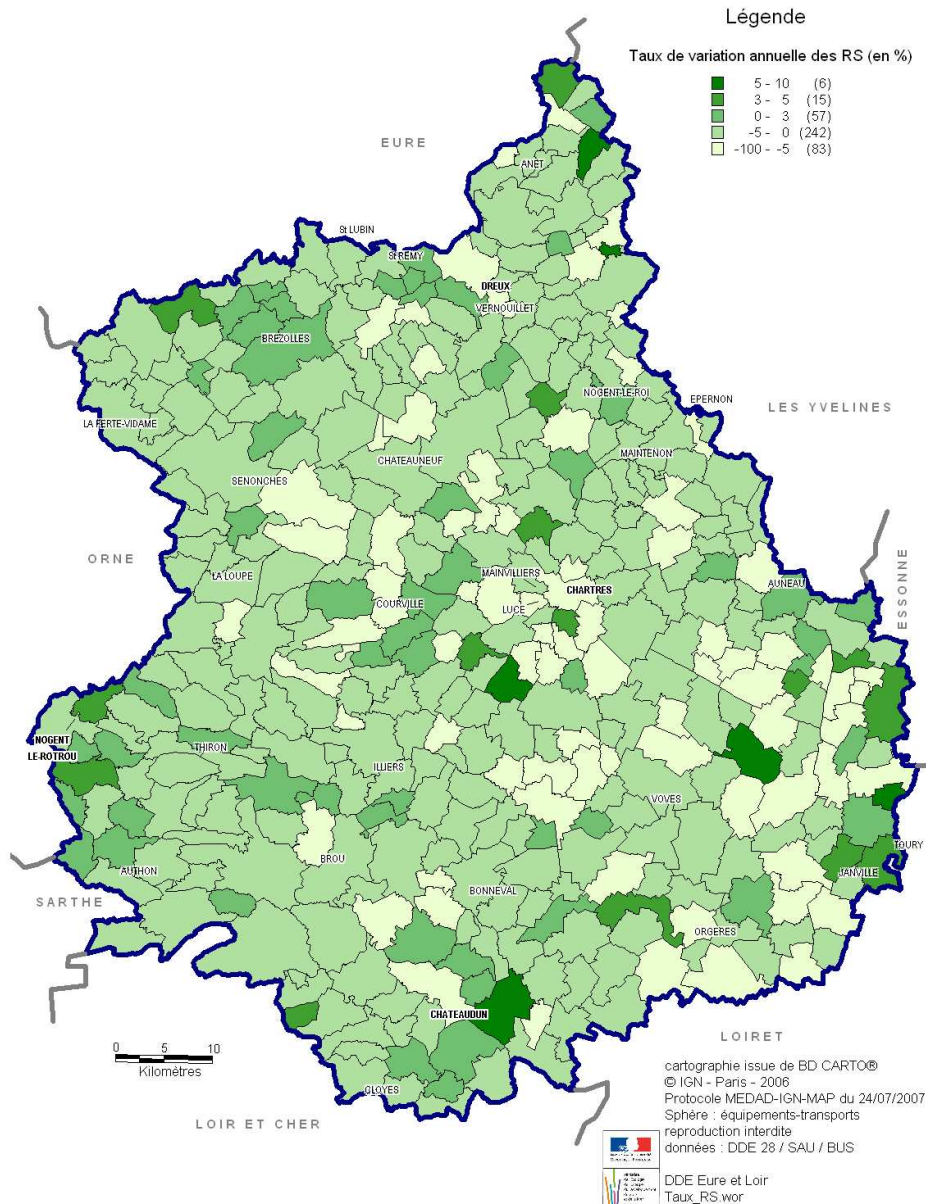 Légende
Taux de variation annuelle des RS (en %)
5 - 10 (6)
3 - 5 (15)
0 - 3 (57)
-5 - 0 (242)
-100 - -5 (83)
EURE
ANET
St LUBIN
St REMY
DREUX
VERNOUILLET
BREZOLLES
NOGENT-LE-ROI
EPERNON
LES YVELINES
LA FERTE-VIDAME
CHATEAUNEUF
MAINTENON
SENONCHES
ORNE
LA LOUPE
MAINVILLIERS
CHARTRES
AUNEAU
ESSONNE
COURVILLE
LUCE
NOGENT
LE-ROTROU
THIRON
ILLIERS
VOVES
TOURY
BROU
AUTHON
JANVILLE
BONNEVAL
SARTHE
ORGERES
CHATEAUDUN
LOIRET
0 5 10
Kilomètres
CLOYES
LOIR ET CHER
cartographie issue de BD CARTO®
© IGN - Paris - 2006
Protocole MEDAD-IGN-MAP du 24/07/2007
Sphère : équipements-transports
reproduction interdite
données : DDE 28 / SAU / BUS
DDE Eure et Loir
Taux_RS.wor